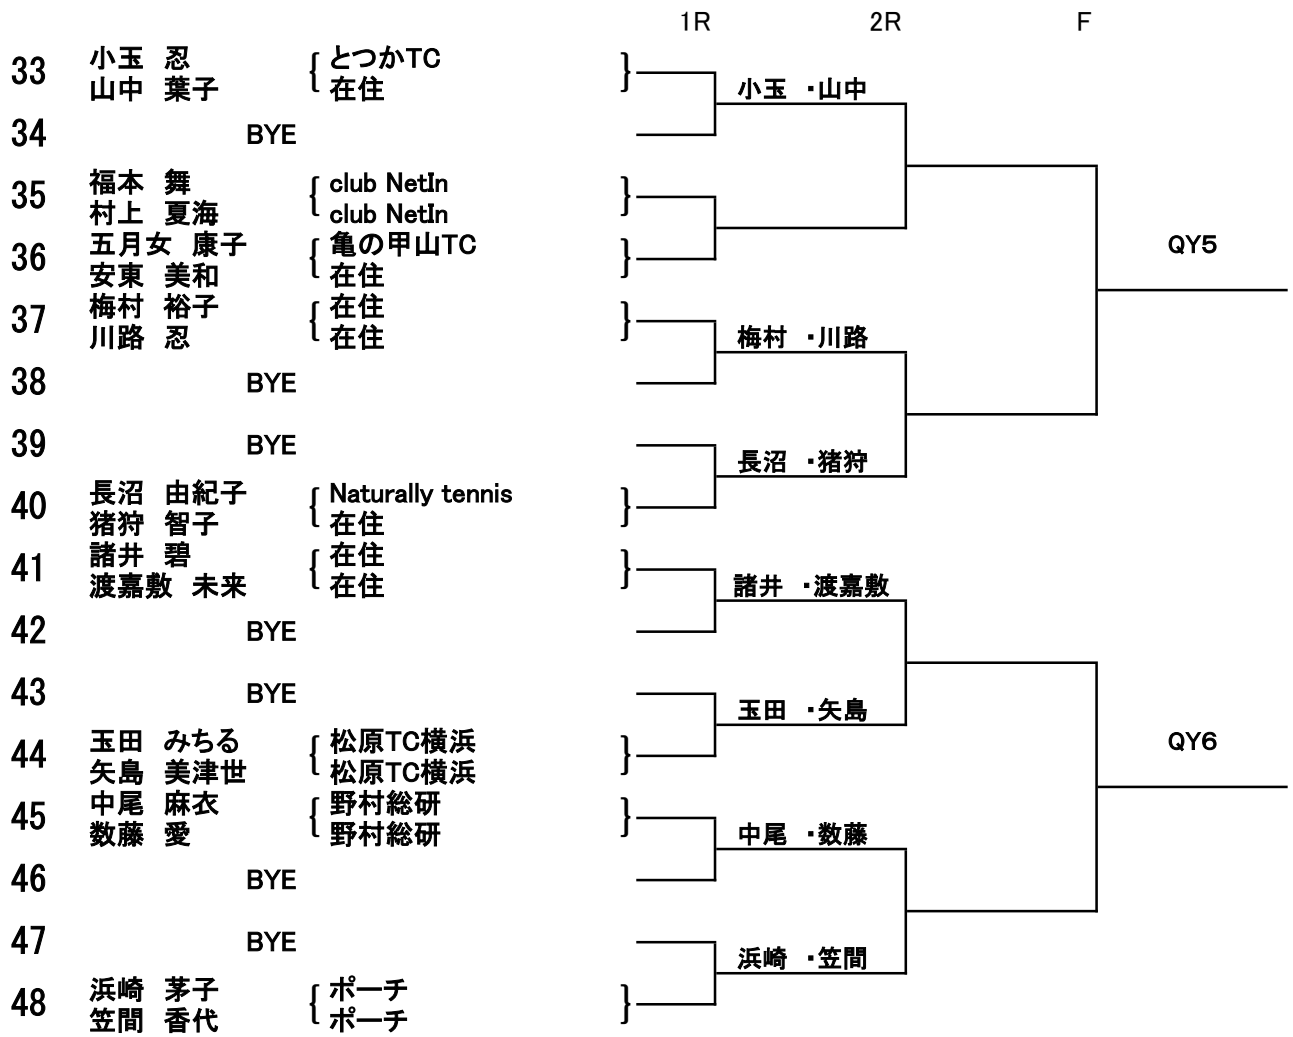 1R 2R F
33 小玉 忍 とつかTC
山中 葉子 在住
小玉 ・山中
34 BYE
35 福本 舞 club NetIn
村上 夏海 club NetIn
36 五月女 康子 亀の甲山TC
安東 美和 在住
QY5
37 梅村 裕子 在住
川路 忍 在住
梅村 ・川路
38 BYE
39 BYE
長沼 ・猪狩
40 長沼 由紀子 Naturally tennis
猪狩 智子 在住
41 諸井 碧 在住
渡嘉敷 未来 在住
諸井 ・渡嘉敷
42 BYE
43 BYE
玉田 ・矢島
44 玉田 みちる 松原TC横浜
矢島 美津世 松原TC横浜
QY6
45 中尾 麻衣 野村総研
数藤 愛 野村総研
中尾 ・数藤
46 BYE
47 BYE
浜崎 ・笠間
48 浜崎 茅子 ポーチ
笠間 香代 ポーチ